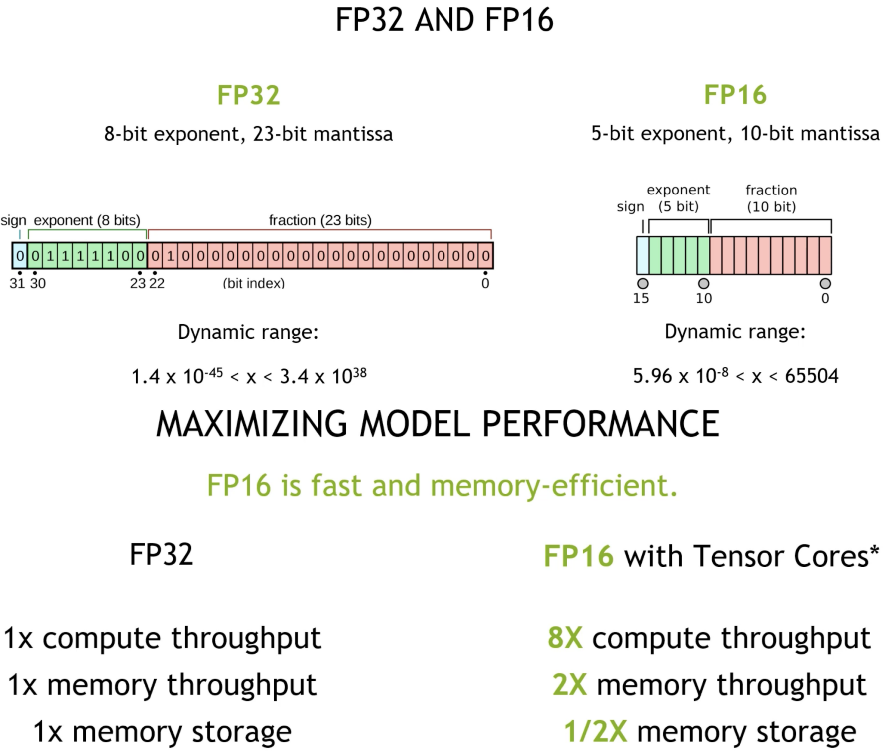 FP32 AND FP16
FP32
8-bit exponent, 23-bit mantissa
sign exponent (8 bits) fraction (23 bits)
0 0 1 1 1 1 1 0 0 0 1 0 0 0 0 0 0 0 0 0 0 0 0 0 0 0 0 0 0 0 0 0
31 30 23 22 (bit index) 0
Dynamic range:
1.4 x 10⁻⁴⁵ < x < 3.4 x 10³⁸
FP16
5-bit exponent, 10-bit mantissa
exponent fraction
sign (5 bit) (10 bit)
15 10 0
Dynamic range:
5.96 x 10⁻⁸ < x < 65504
MAXIMIZING MODEL PERFORMANCE
FP16 is fast and memory-efficient.
FP32
1x compute throughput
1x memory throughput
1x memory storage
FP16 with Tensor Cores*
8X compute throughput
2X memory throughput
1/2X memory storage